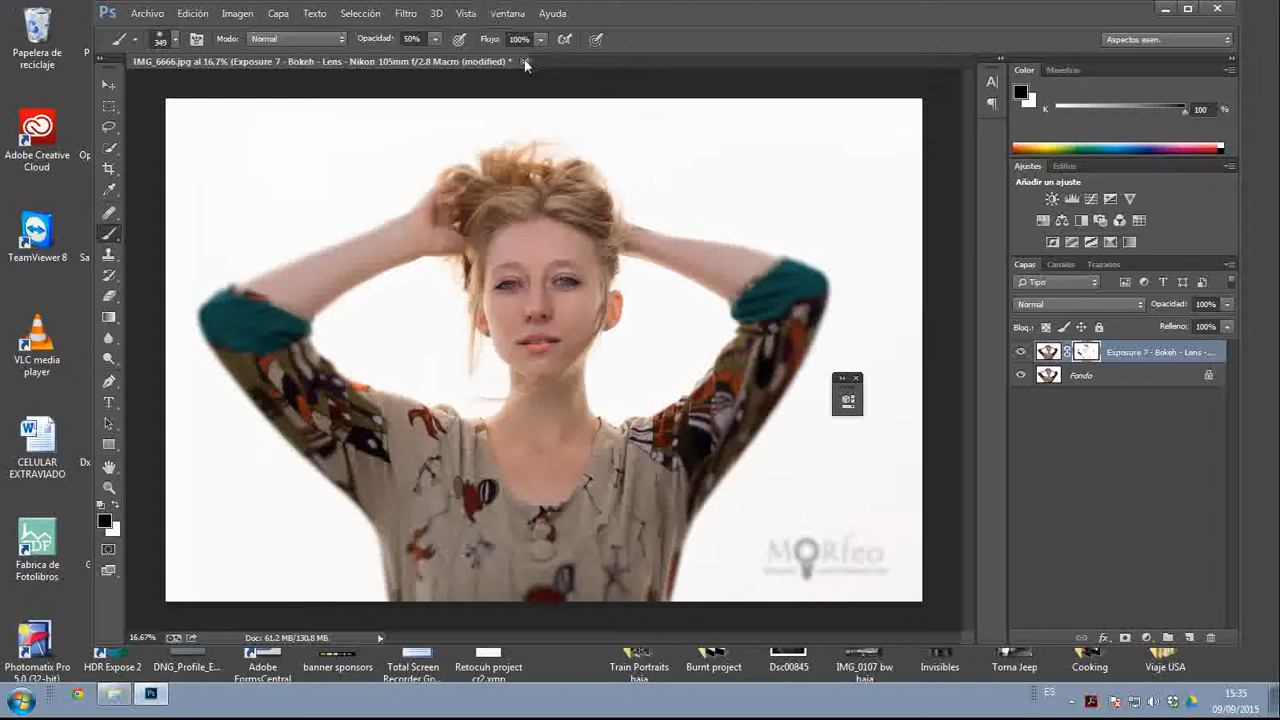 Ps Archivo Edición Imagen Capa Texto Selección Filtro 3D Vista Ventana Ayuda
349 Modo: Normal Opacidad: 50% Flujo: 100% Aspectos esen.
IMG_6666.jpg al 16,7% (Exposure 7 - Bokeh - Lens - Nikon 105mm f/2.8 Macro (modified) *
Papelera de reciclaje
Adobe Creative Cloud
TeamViewer 8
VLC media player
CELULAR EXTRAVIADO
Fabrica de Fotolibros
Photomatix Pro 5.0 (32-bit)
Color Muestras
K 100 %
Ajustes Estilos
Añadir un ajuste
Capas Canales Trazados
Tipo
Normal Opacidad: 100%
Bloq.: Relleno: 100%
Exposure 7 - Bokeh - Lens -...
Fondo
MORfeo
16.67% Doc: 61,2 MB/130,8 MB
HDR Expose 2
DNG_Profile_E...
Adobe FormsCentral
banner sponsors
Total Screen Recorder Go...
Retocuh project cr2.xmp
Train Portraits baja
Burnt project
Dsc00845
IMG_0107 bw baja
Invisibles
Toma Jeep
Cooking
Viaje USA
ES
15:35
09/09/2015